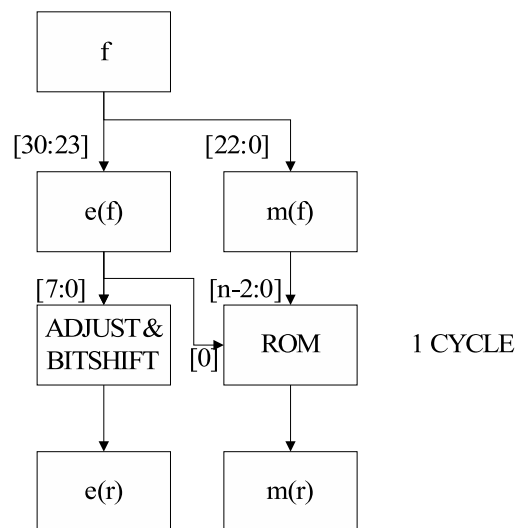 f
[30:23]
[22:0]
e(f)
m(f)
[7:0]
[n-2:0]
ADJUST &
BITSHIFT
[0]
ROM
1 CYCLE
e(r)
m(r)